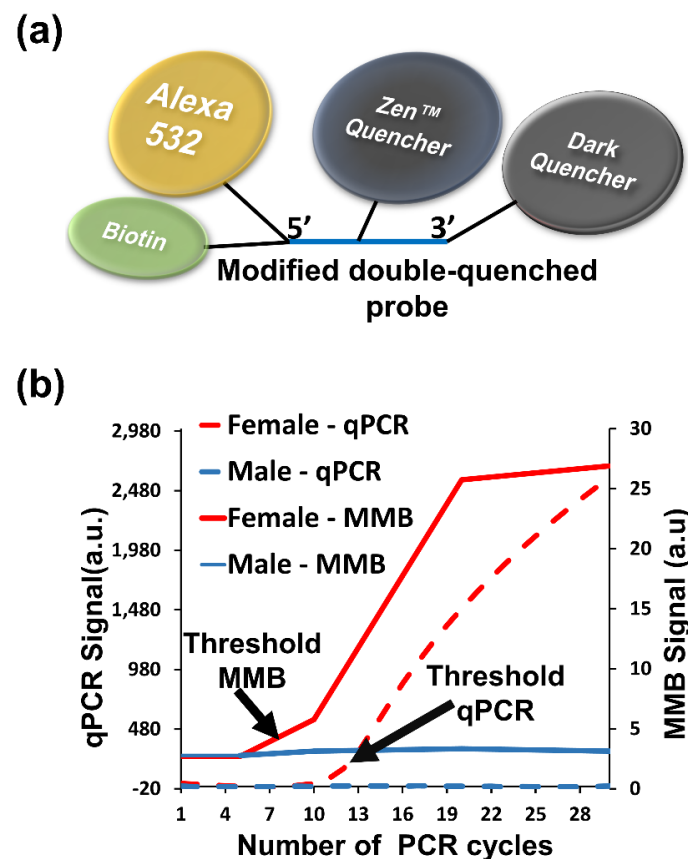 (a)
Alexa
532
Zen™
Quencher
Dark
Quencher
Biotin
5’
3’
Modified double-quenched
probe
(b)
Female - qPCR
Male - qPCR
Female - MMB
Male - MMB
2,980
2,480
1,980
1,480
980
480
-20
qPCR Signal(a.u.)
30
25
20
15
10
5
0
MMB Signal (a.u)
Threshold
MMB
Threshold
qPCR
1 4 7 10 13 16 19 22 25 28
Number of PCR cycles